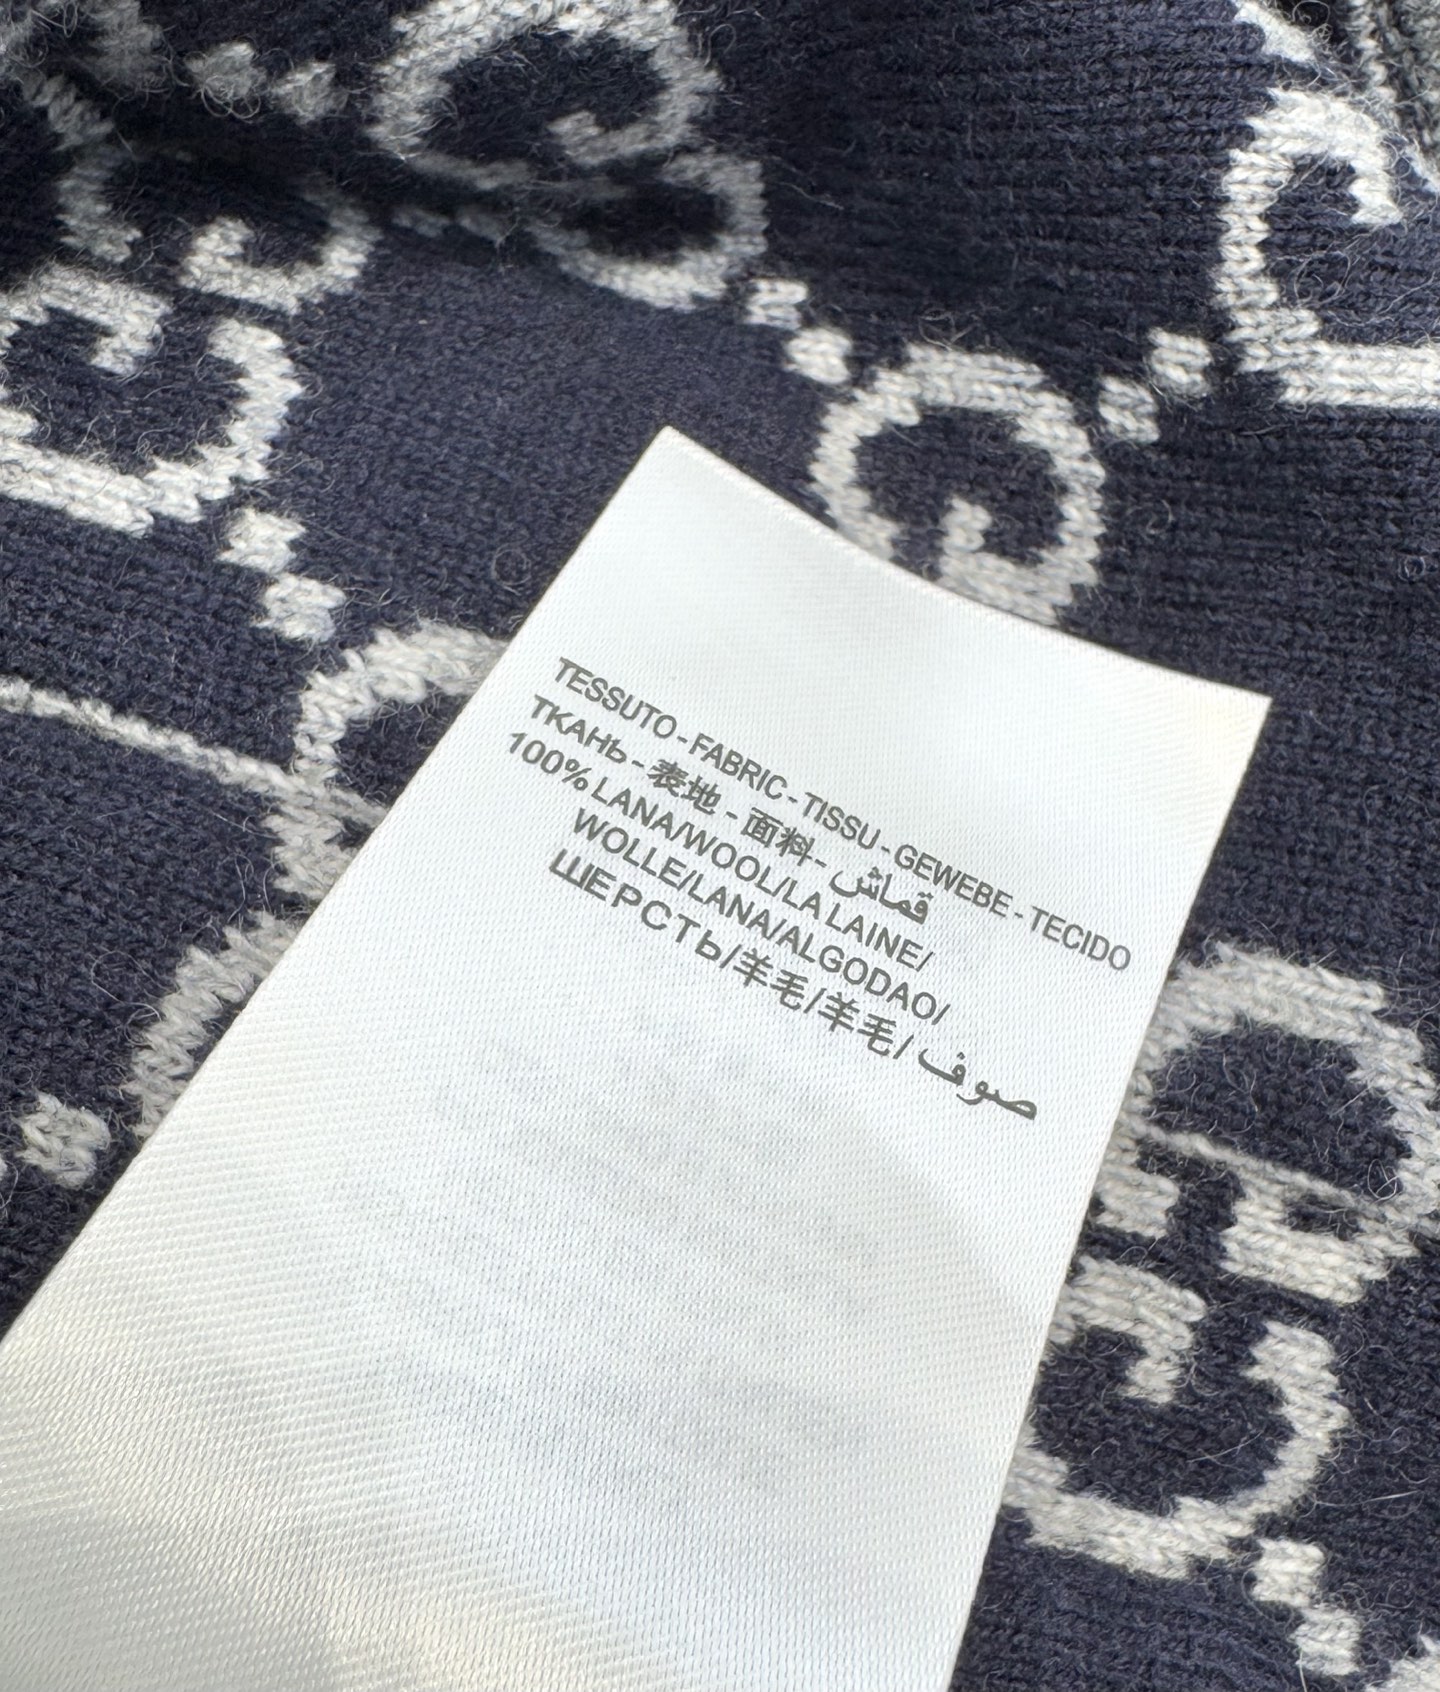 TESSUTO - FABRIC - TISSU - GEWEBE - TECIDO
ТКАНЬ - 表地 - 面料 - قماش
100% LANA/WOOL/LA LAINE/
WOLLE/LANA/ALGODAO/
ШЕРСТЬ/羊毛/羊毛/ صوف